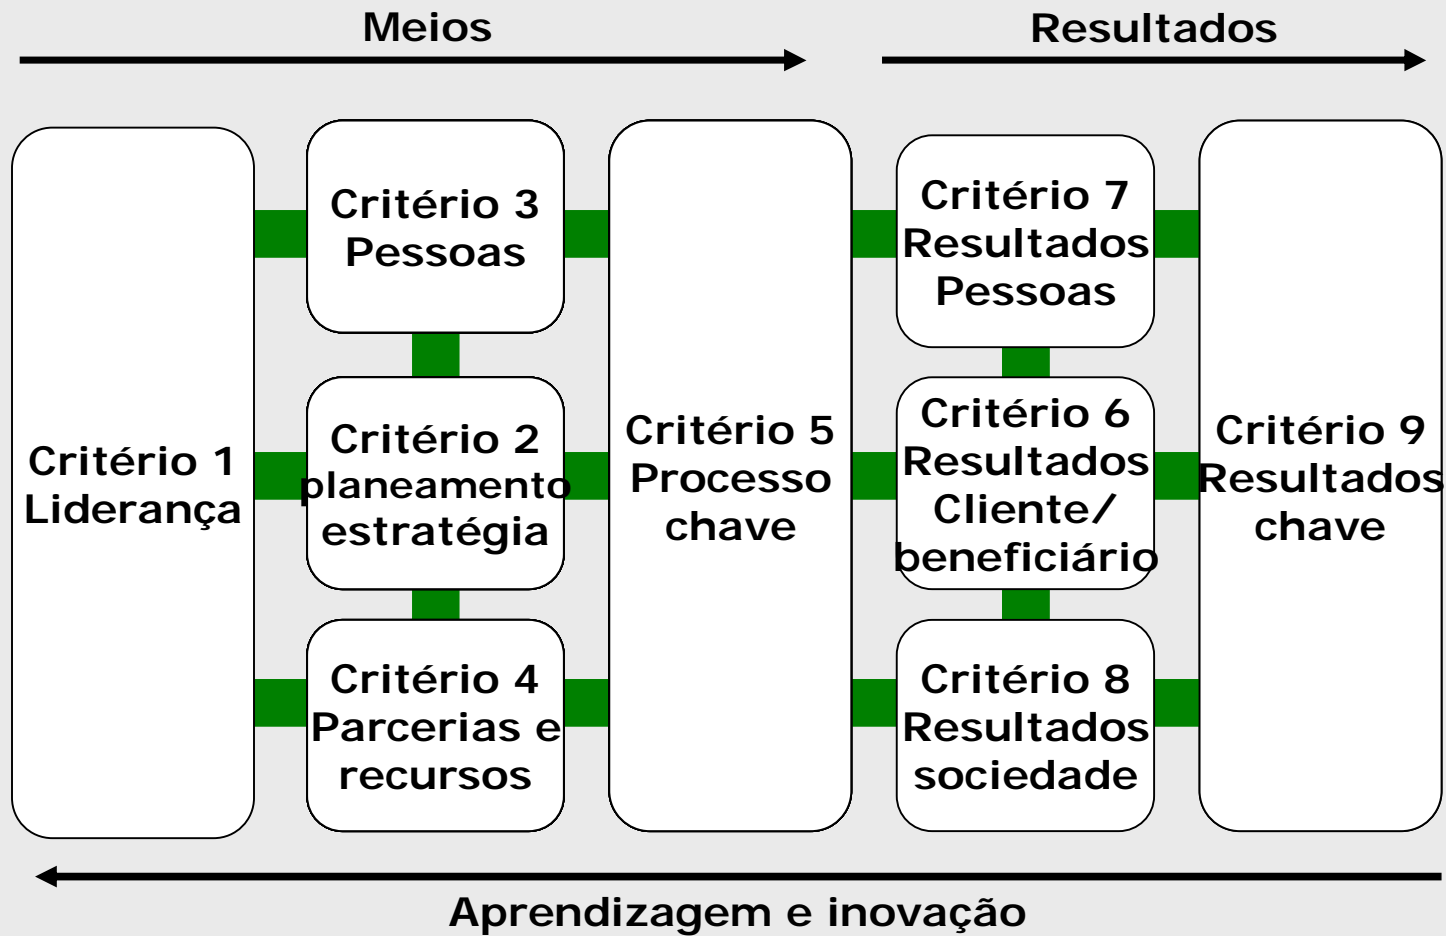 Meios
Resultados
Critério 1
Liderança
Critério 3
Pessoas
Critério 2
planeamento
estratégia
Critério 4
Parcerias e
recursos
Critério 5
Processo
chave
Critério 7
Resultados
Pessoas
Critério 6
Resultados
Cliente/
beneficiário
Critério 8
Resultados
sociedade
Critério 9
Resultados
chave
Aprendizagem e inovação